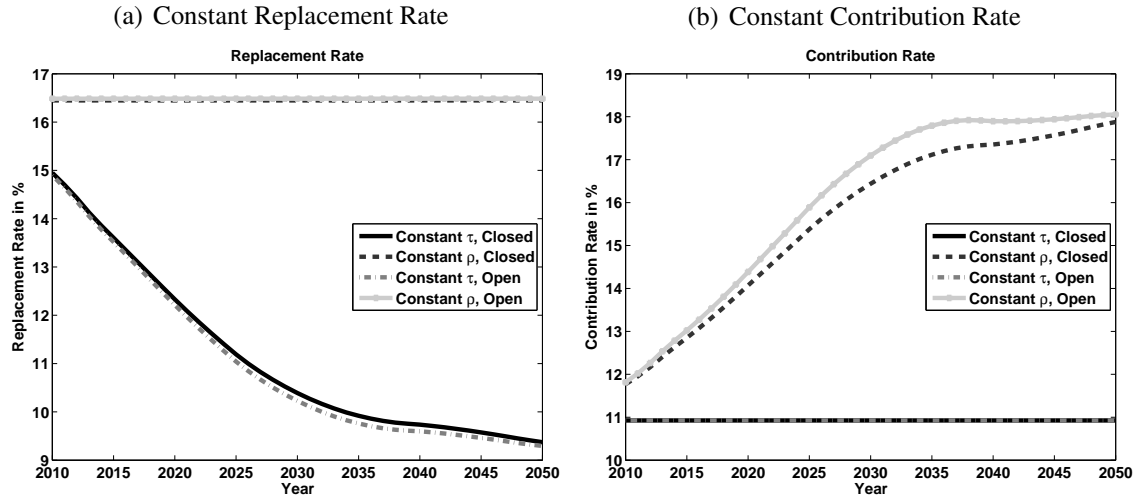 (a) Constant Replacement Rate
Replacement Rate
17
16
15
14
13
12
11
10
9
Replacement Rate in %
Constant τ, Closed
Constant ρ, Closed
Constant τ, Open
Constant ρ, Open
2010 2015 2020 2025 2030 2035 2040 2045 2050
Year
(b) Constant Contribution Rate
Contribution Rate
19
18
17
16
15
14
13
12
11
10
Contribution Rate in %
Constant τ, Closed
Constant ρ, Closed
Constant τ, Open
Constant ρ, Open
2010 2015 2020 2025 2030 2035 2040 2045 2050
Year